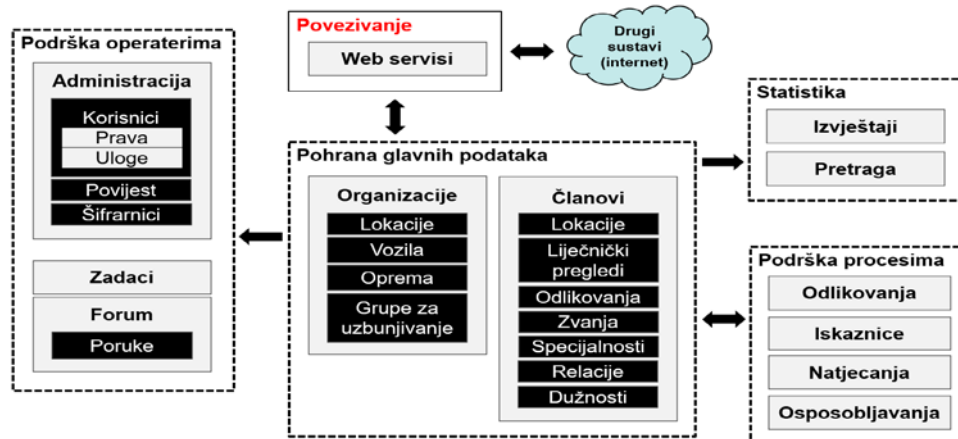 Podrška operaterima
Administracija
Korisnici
Prava
Uloge
Povijest
Šifrarnici
Zadaci
Forum
Poruke
Povezivanje
Web servisi
Drugi
sustavi
(internet)
Pohrana glavnih podataka
Organizacije
Lokacije
Vozila
Oprema
Grupe za
uzbunjivanje
Članovi
Lokacije
Liječnički
pregledi
Odlikovanja
Zvanja
Specijalnosti
Relacije
Dužnosti
Statistika
Izvještaji
Pretraga
Podrška procesima
Odlikovanja
Iskaznice
Natjecanja
Osposobljavanja